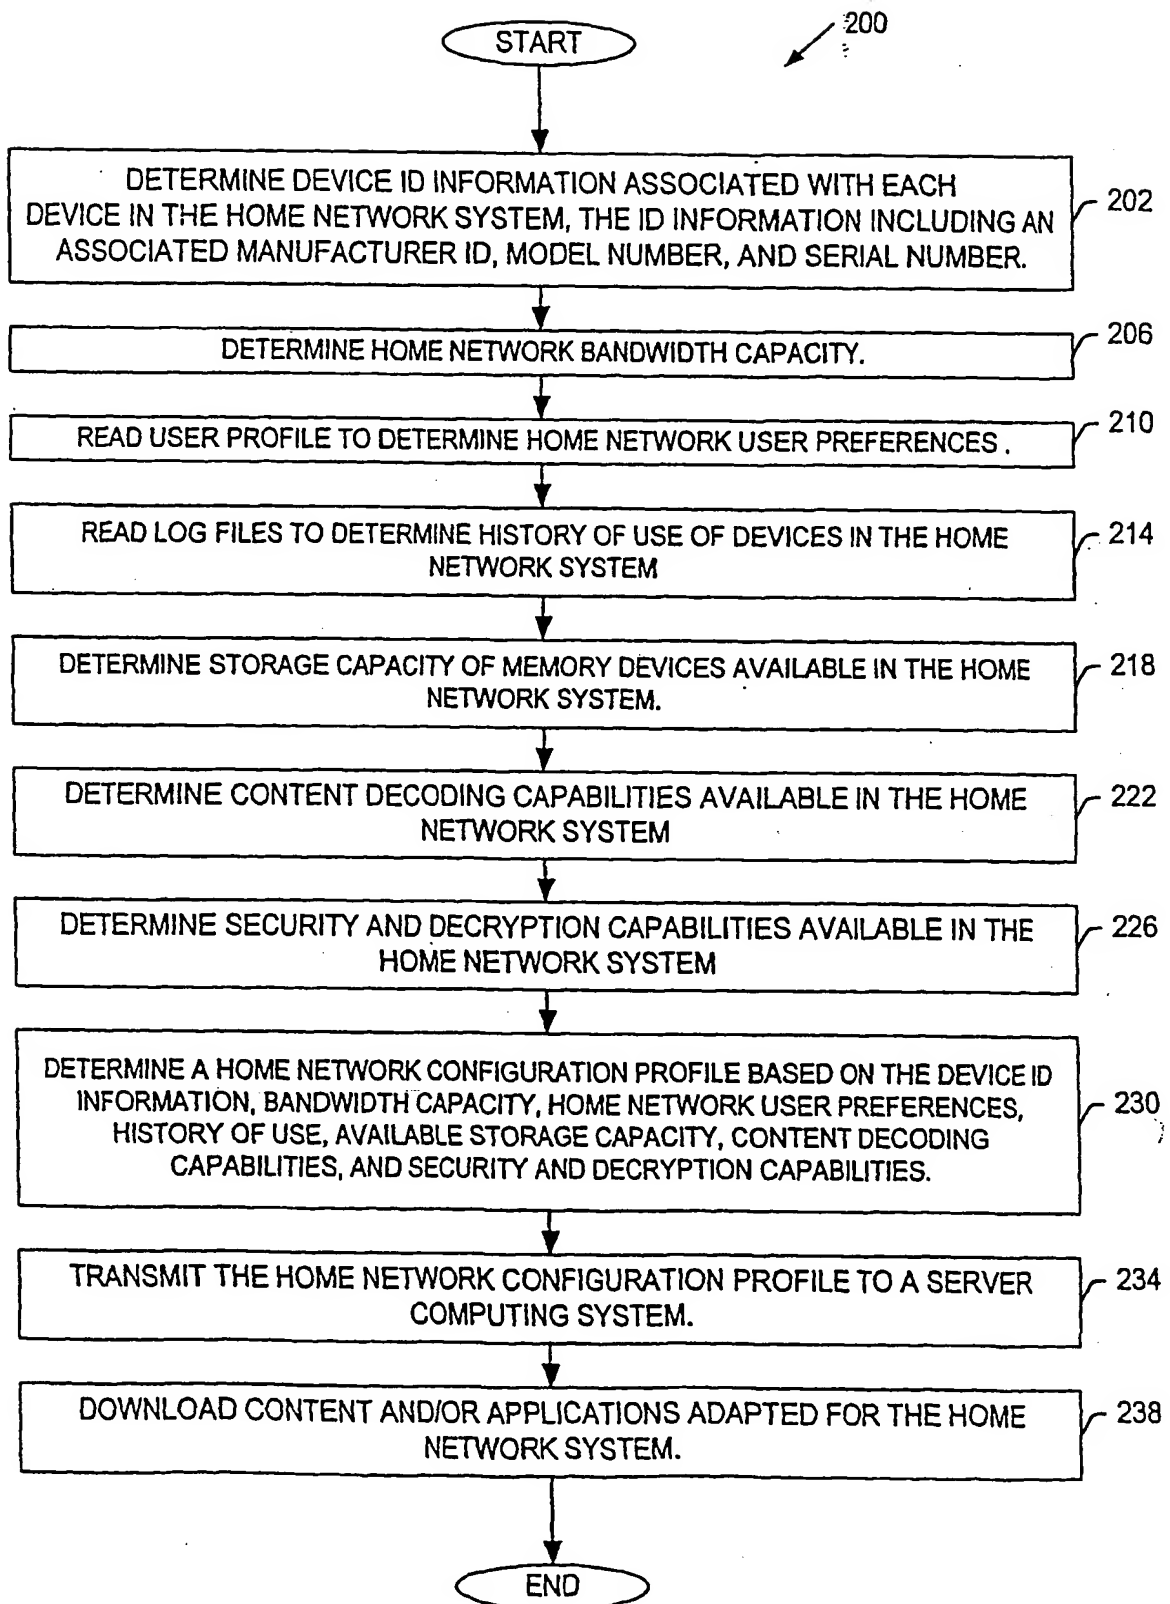 START
200
DETERMINE DEVICE ID INFORMATION ASSOCIATED WITH EACH
DEVICE IN THE HOME NETWORK SYSTEM, THE ID INFORMATION INCLUDING AN
ASSOCIATED MANUFACTURER ID, MODEL NUMBER, AND SERIAL NUMBER.
202
DETERMINE HOME NETWORK BANDWIDTH CAPACITY.
206
READ USER PROFILE TO DETERMINE HOME NETWORK USER PREFERENCES .
210
READ LOG FILES TO DETERMINE HISTORY OF USE OF DEVICES IN THE HOME
NETWORK SYSTEM
214
DETERMINE STORAGE CAPACITY OF MEMORY DEVICES AVAILABLE IN THE HOME
NETWORK SYSTEM.
218
DETERMINE CONTENT DECODING CAPABILITIES AVAILABLE IN THE HOME
NETWORK SYSTEM
222
DETERMINE SECURITY AND DECRYPTION CAPABILITIES AVAILABLE IN THE
HOME NETWORK SYSTEM
226
DETERMINE A HOME NETWORK CONFIGURATION PROFILE BASED ON THE DEVICE ID
INFORMATION, BANDWIDTH CAPACITY, HOME NETWORK USER PREFERENCES,
HISTORY OF USE, AVAILABLE STORAGE CAPACITY, CONTENT DECODING
CAPABILITIES, AND SECURITY AND DECRYPTION CAPABILITIES.
230
TRANSMIT THE HOME NETWORK CONFIGURATION PROFILE TO A SERVER
COMPUTING SYSTEM.
234
DOWNLOAD CONTENT AND/OR APPLICATIONS ADAPTED FOR THE HOME
NETWORK SYSTEM.
238
END